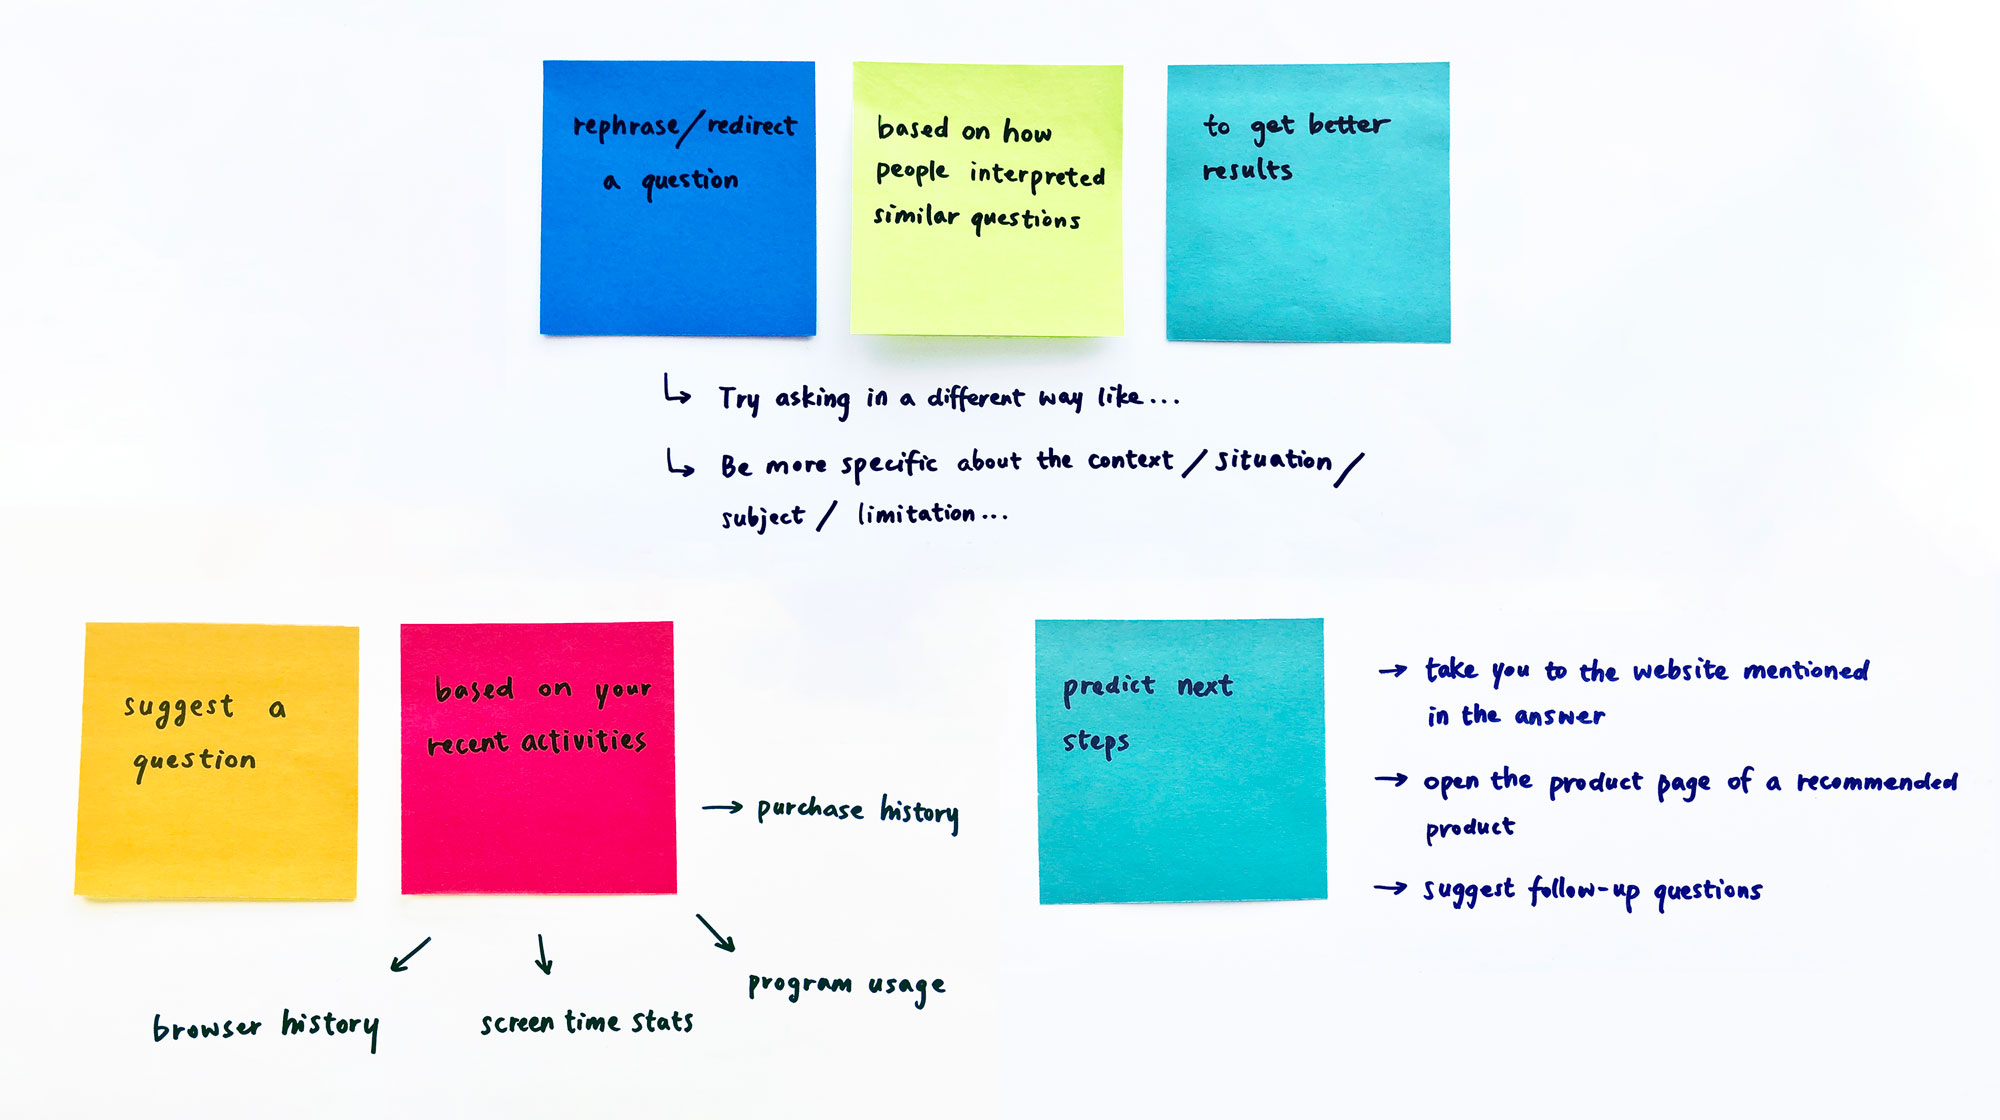 rephrase/redirect
a question
based on how
people interpreted
similar questions
to get better
results
Try asking in a different way like...
Be more specific about the context / situation /
subject / limitation...
suggest a
question
based on your
recent activities
→ purchase history
program usage
screen time stats
browser history
predict next
steps
→ take you to the website mentioned
in the answer
→ open the product page of a recommended
product
→ suggest follow-up questions